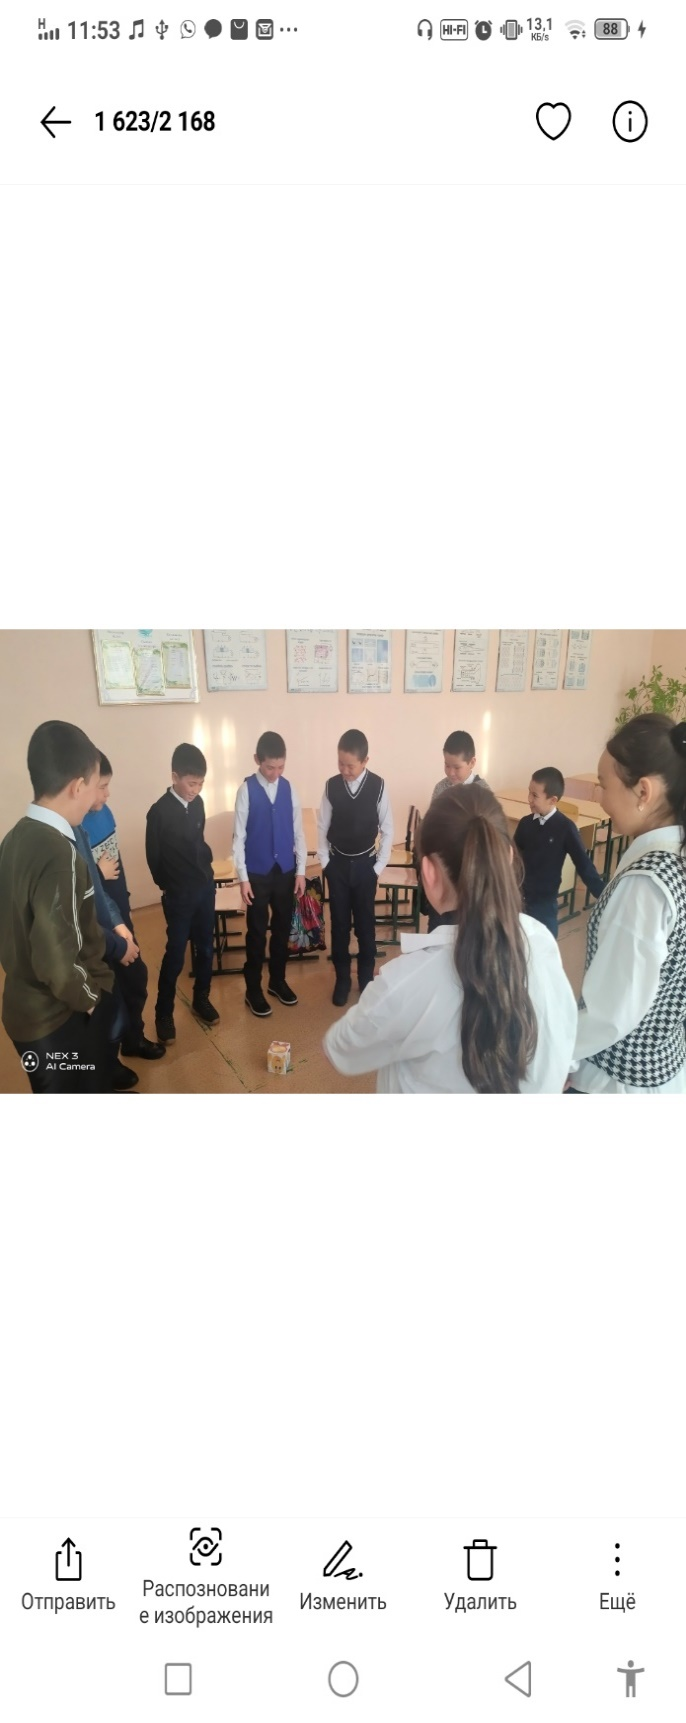 H
11:53
HI-FI
13,1
КБ/s
88
1 623/2 168
NEX 3
AI Camera
Отправить
Распозновани
е изображения
Изменить
Удалить
Ещё